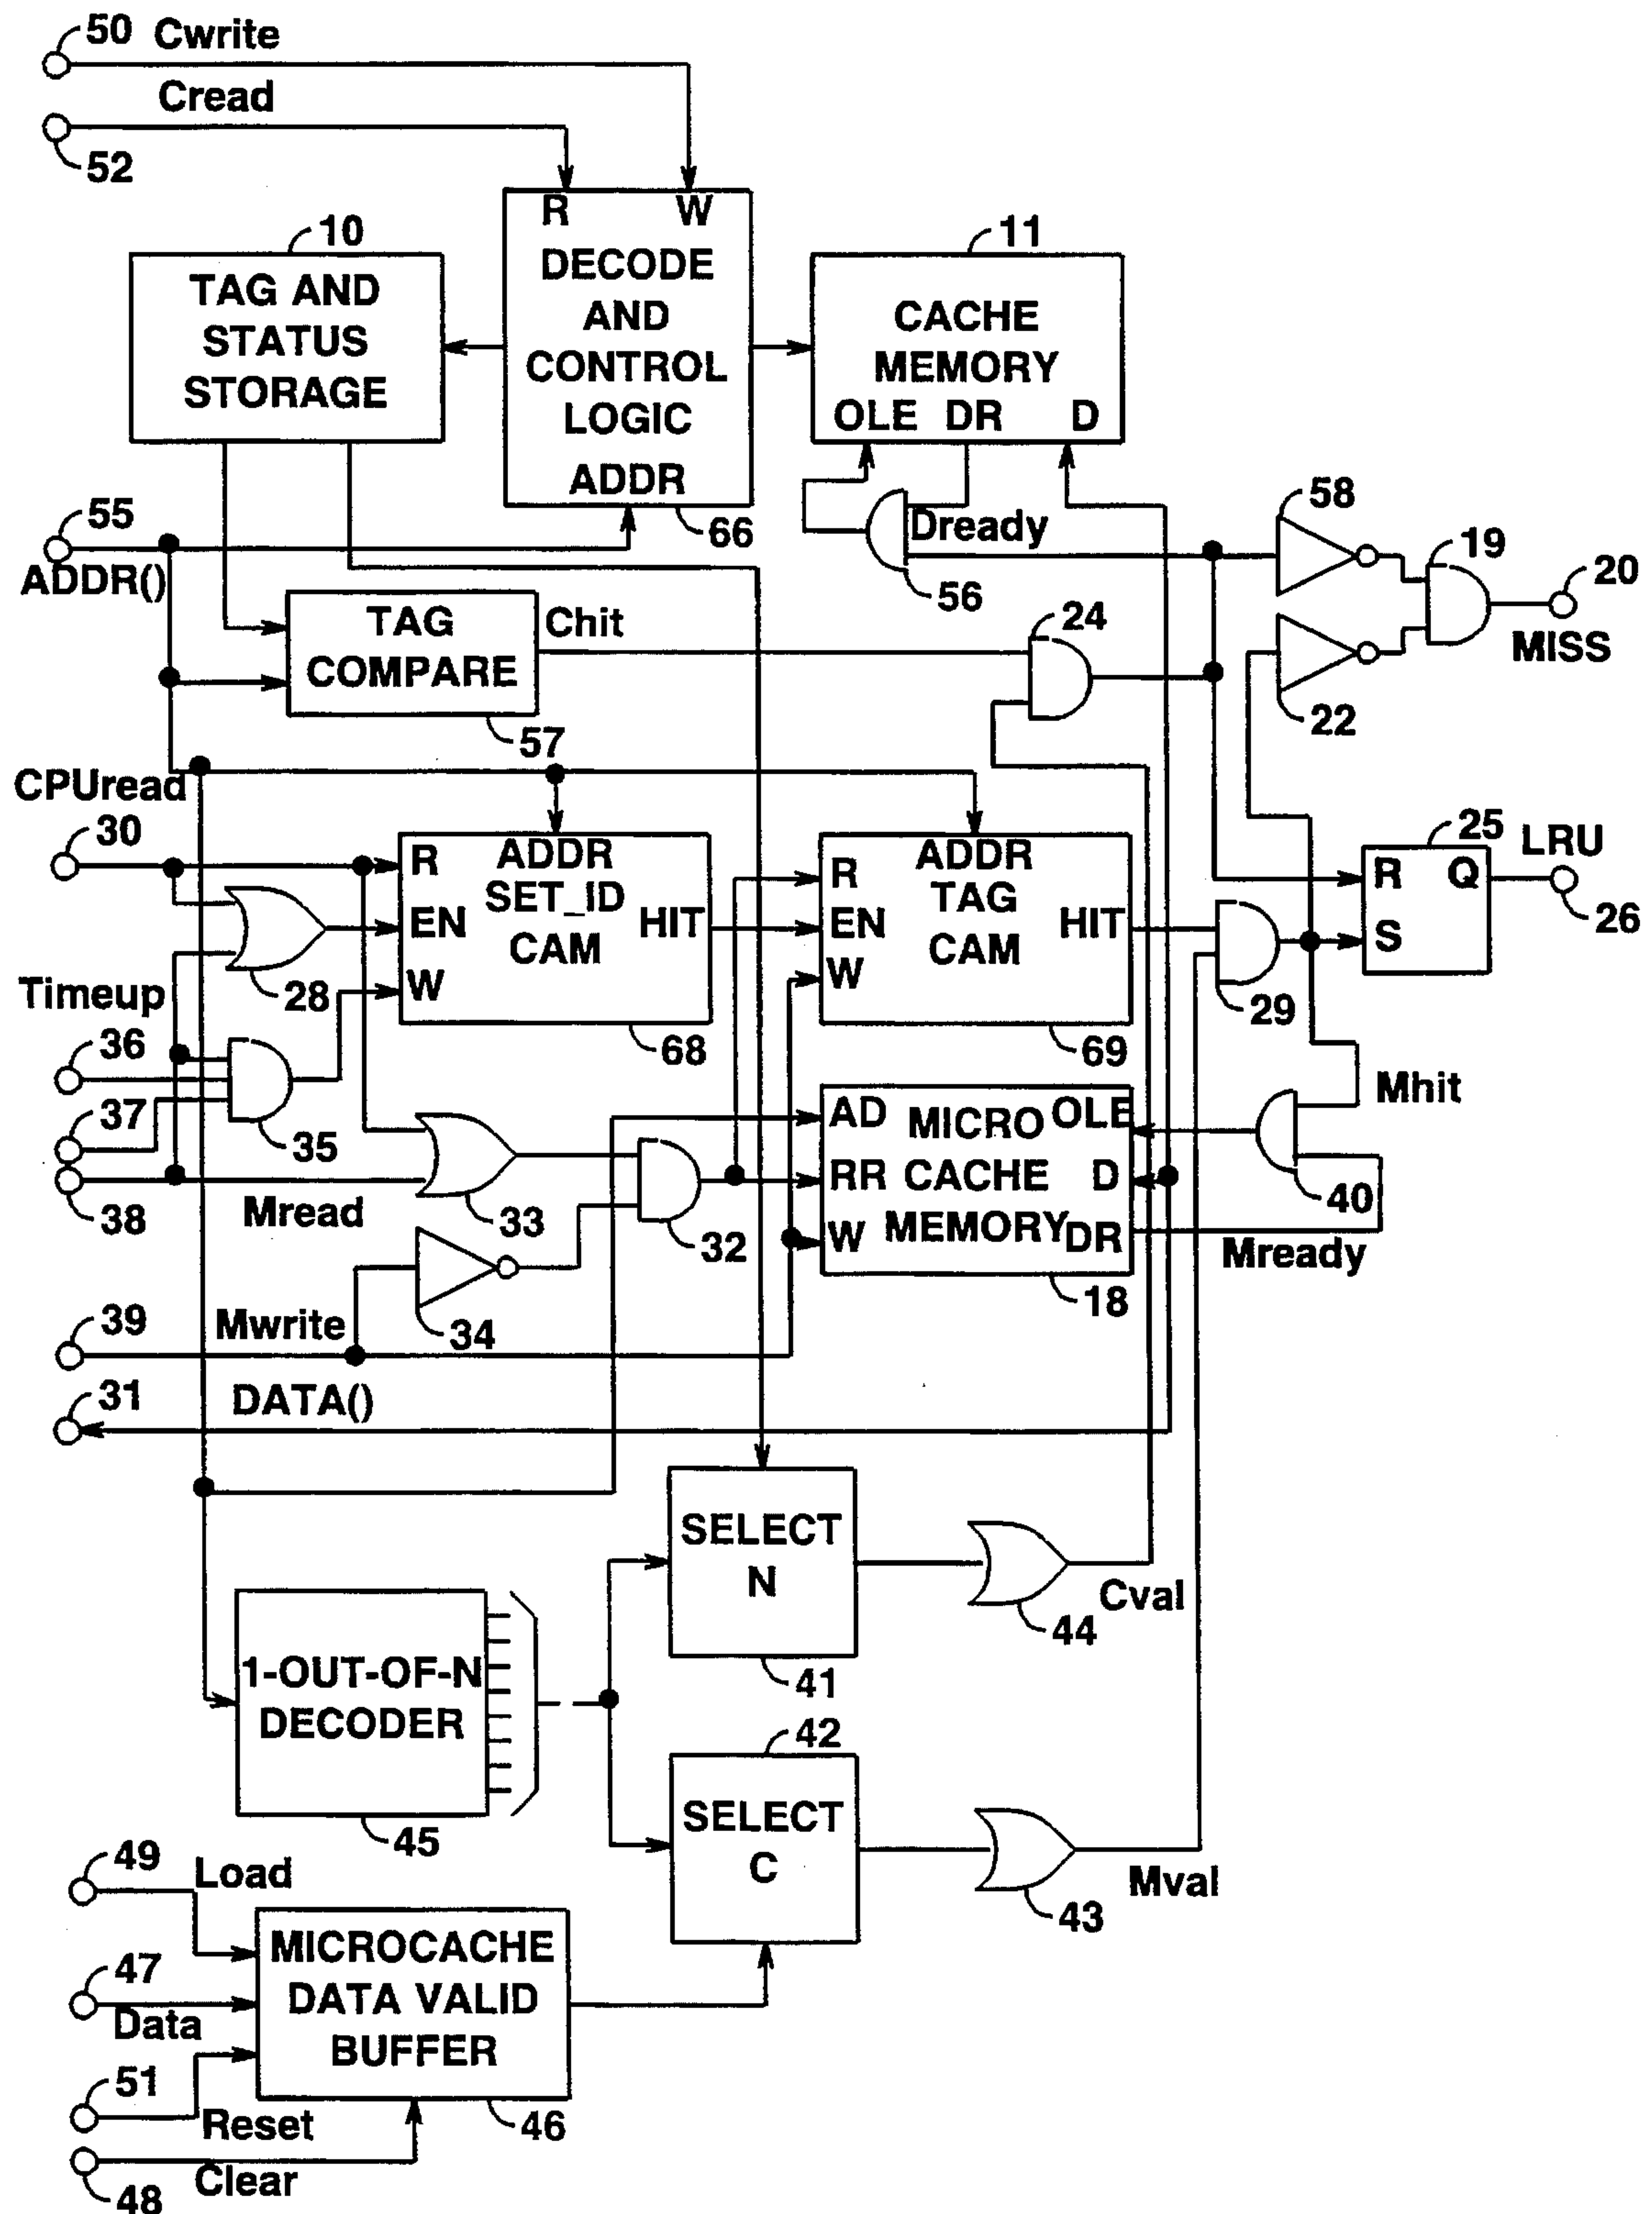 50 Cwrite
Cread
52
R W
DECODE
AND
CONTROL
LOGIC
ADDR
66
10
TAG AND
STATUS
STORAGE
11
CACHE
MEMORY
OLE DR D
55
ADDR()
Dready
56
58
19
20
MISS
22
TAG
COMPARE
57
Chit
24
CPUread
30
R ADDR
SET_ID
EN HIT
CAM
W
68
R ADDR
TAG
EN HIT
CAM
W
69
25 LRU
R Q
S
26
28
29
Timeup
36
37
35
38
Mread
33
32
AD MICRO OLE
RR CACHE D
W MEMORY DR
18
Mhit
40
Mready
39
Mwrite
34
31
DATA()
SELECT
N
41
44
Cval
1-OUT-OF-N
DECODER
45
42
SELECT
C
43
Mval
49
Load
47
Data
MICROCACHE
DATA VALID
BUFFER
46
51
Reset
48
Clear